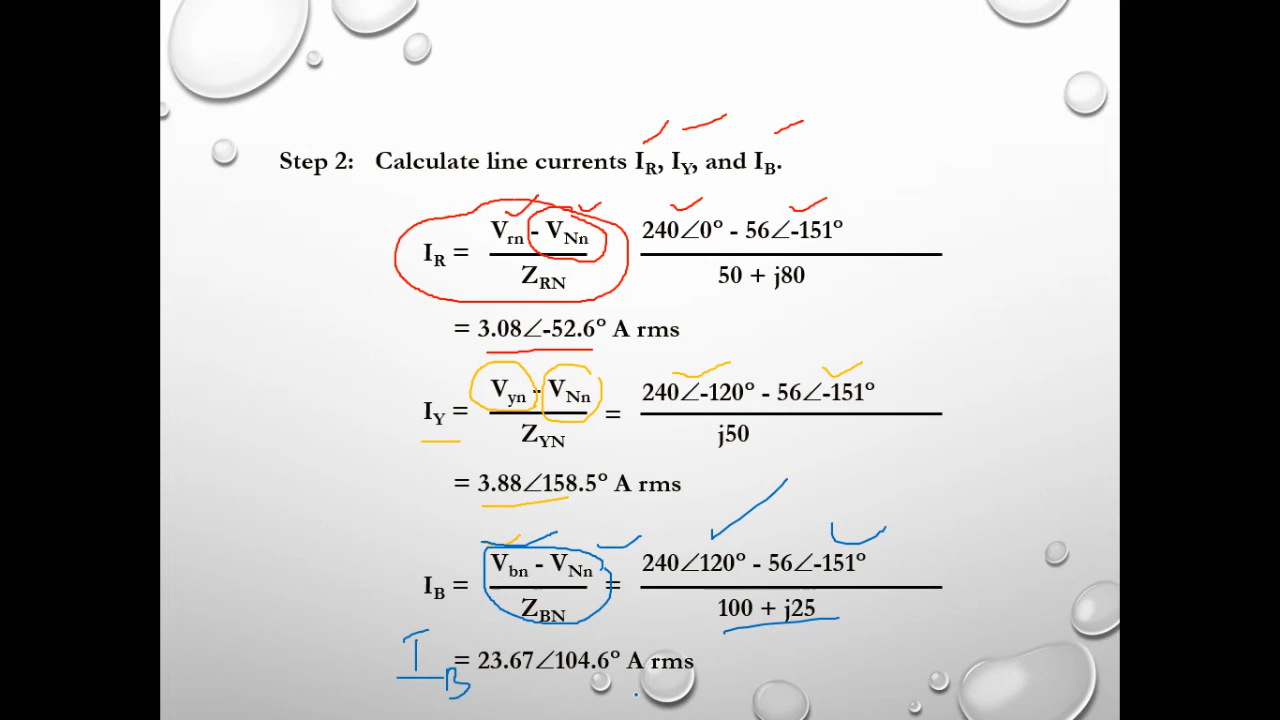 Step 2: Calculate line currents I_R, I_Y, and I_B.
V_rn - V_Nn 240∠0° - 56∠-151°
I_R =
Z_RN 50 + j80
= 3.08∠-52.6° A rms
V_yn - V_Nn 240∠-120° - 56∠-151°
I_Y = =
Z_YN j50
= 3.88∠158.5° A rms
V_bn - V_Nn 240∠120° - 56∠-151°
I_B = =
Z_BN 100 + j25
I_B = 23.67∠104.6° A rms